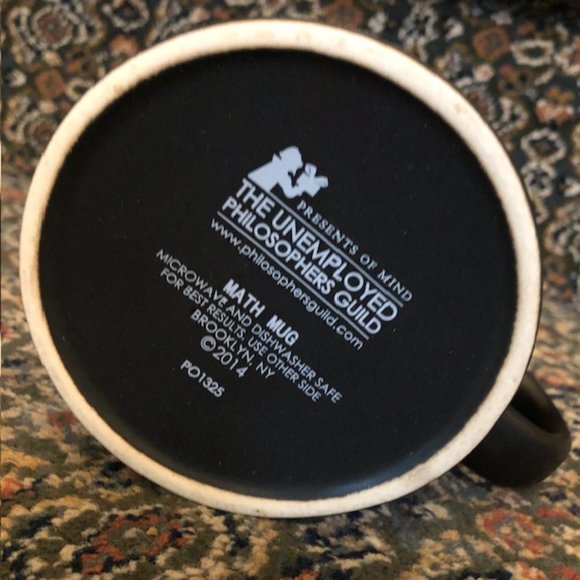 PRESENTS OF MIND
THE UNEMPLOYED
PHILOSOPHERS GUILD
www.philosophersguild.com
MATH MUG
MICROWAVE AND DISHWASHER SAFE
FOR BEST RESULTS, USE OTHER SIDE
BROOKLYN, NY
©2014
PO1325